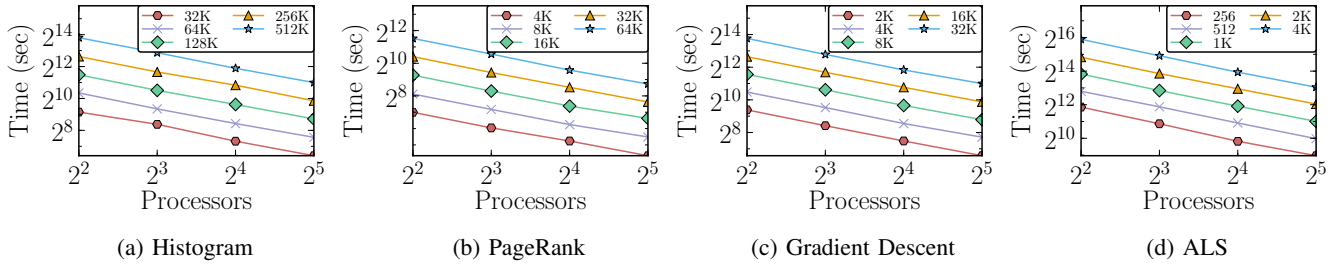 Time (sec)
2^14
2^12
2^10
2^8
32K 256K
64K 512K
128K
2^2 2^3 2^4 2^5
Processors
(a) Histogram
Time (sec)
2^12
2^10
2^8
4K 32K
8K 64K
16K
2^2 2^3 2^4 2^5
Processors
(b) PageRank
Time (sec)
2^14
2^12
2^10
2^8
2K 16K
4K 32K
8K
2^2 2^3 2^4 2^5
Processors
(c) Gradient Descent
Time (sec)
2^16
2^14
2^12
2^10
256 2K
512 4K
1K
2^2 2^3 2^4 2^5
Processors
(d) ALS